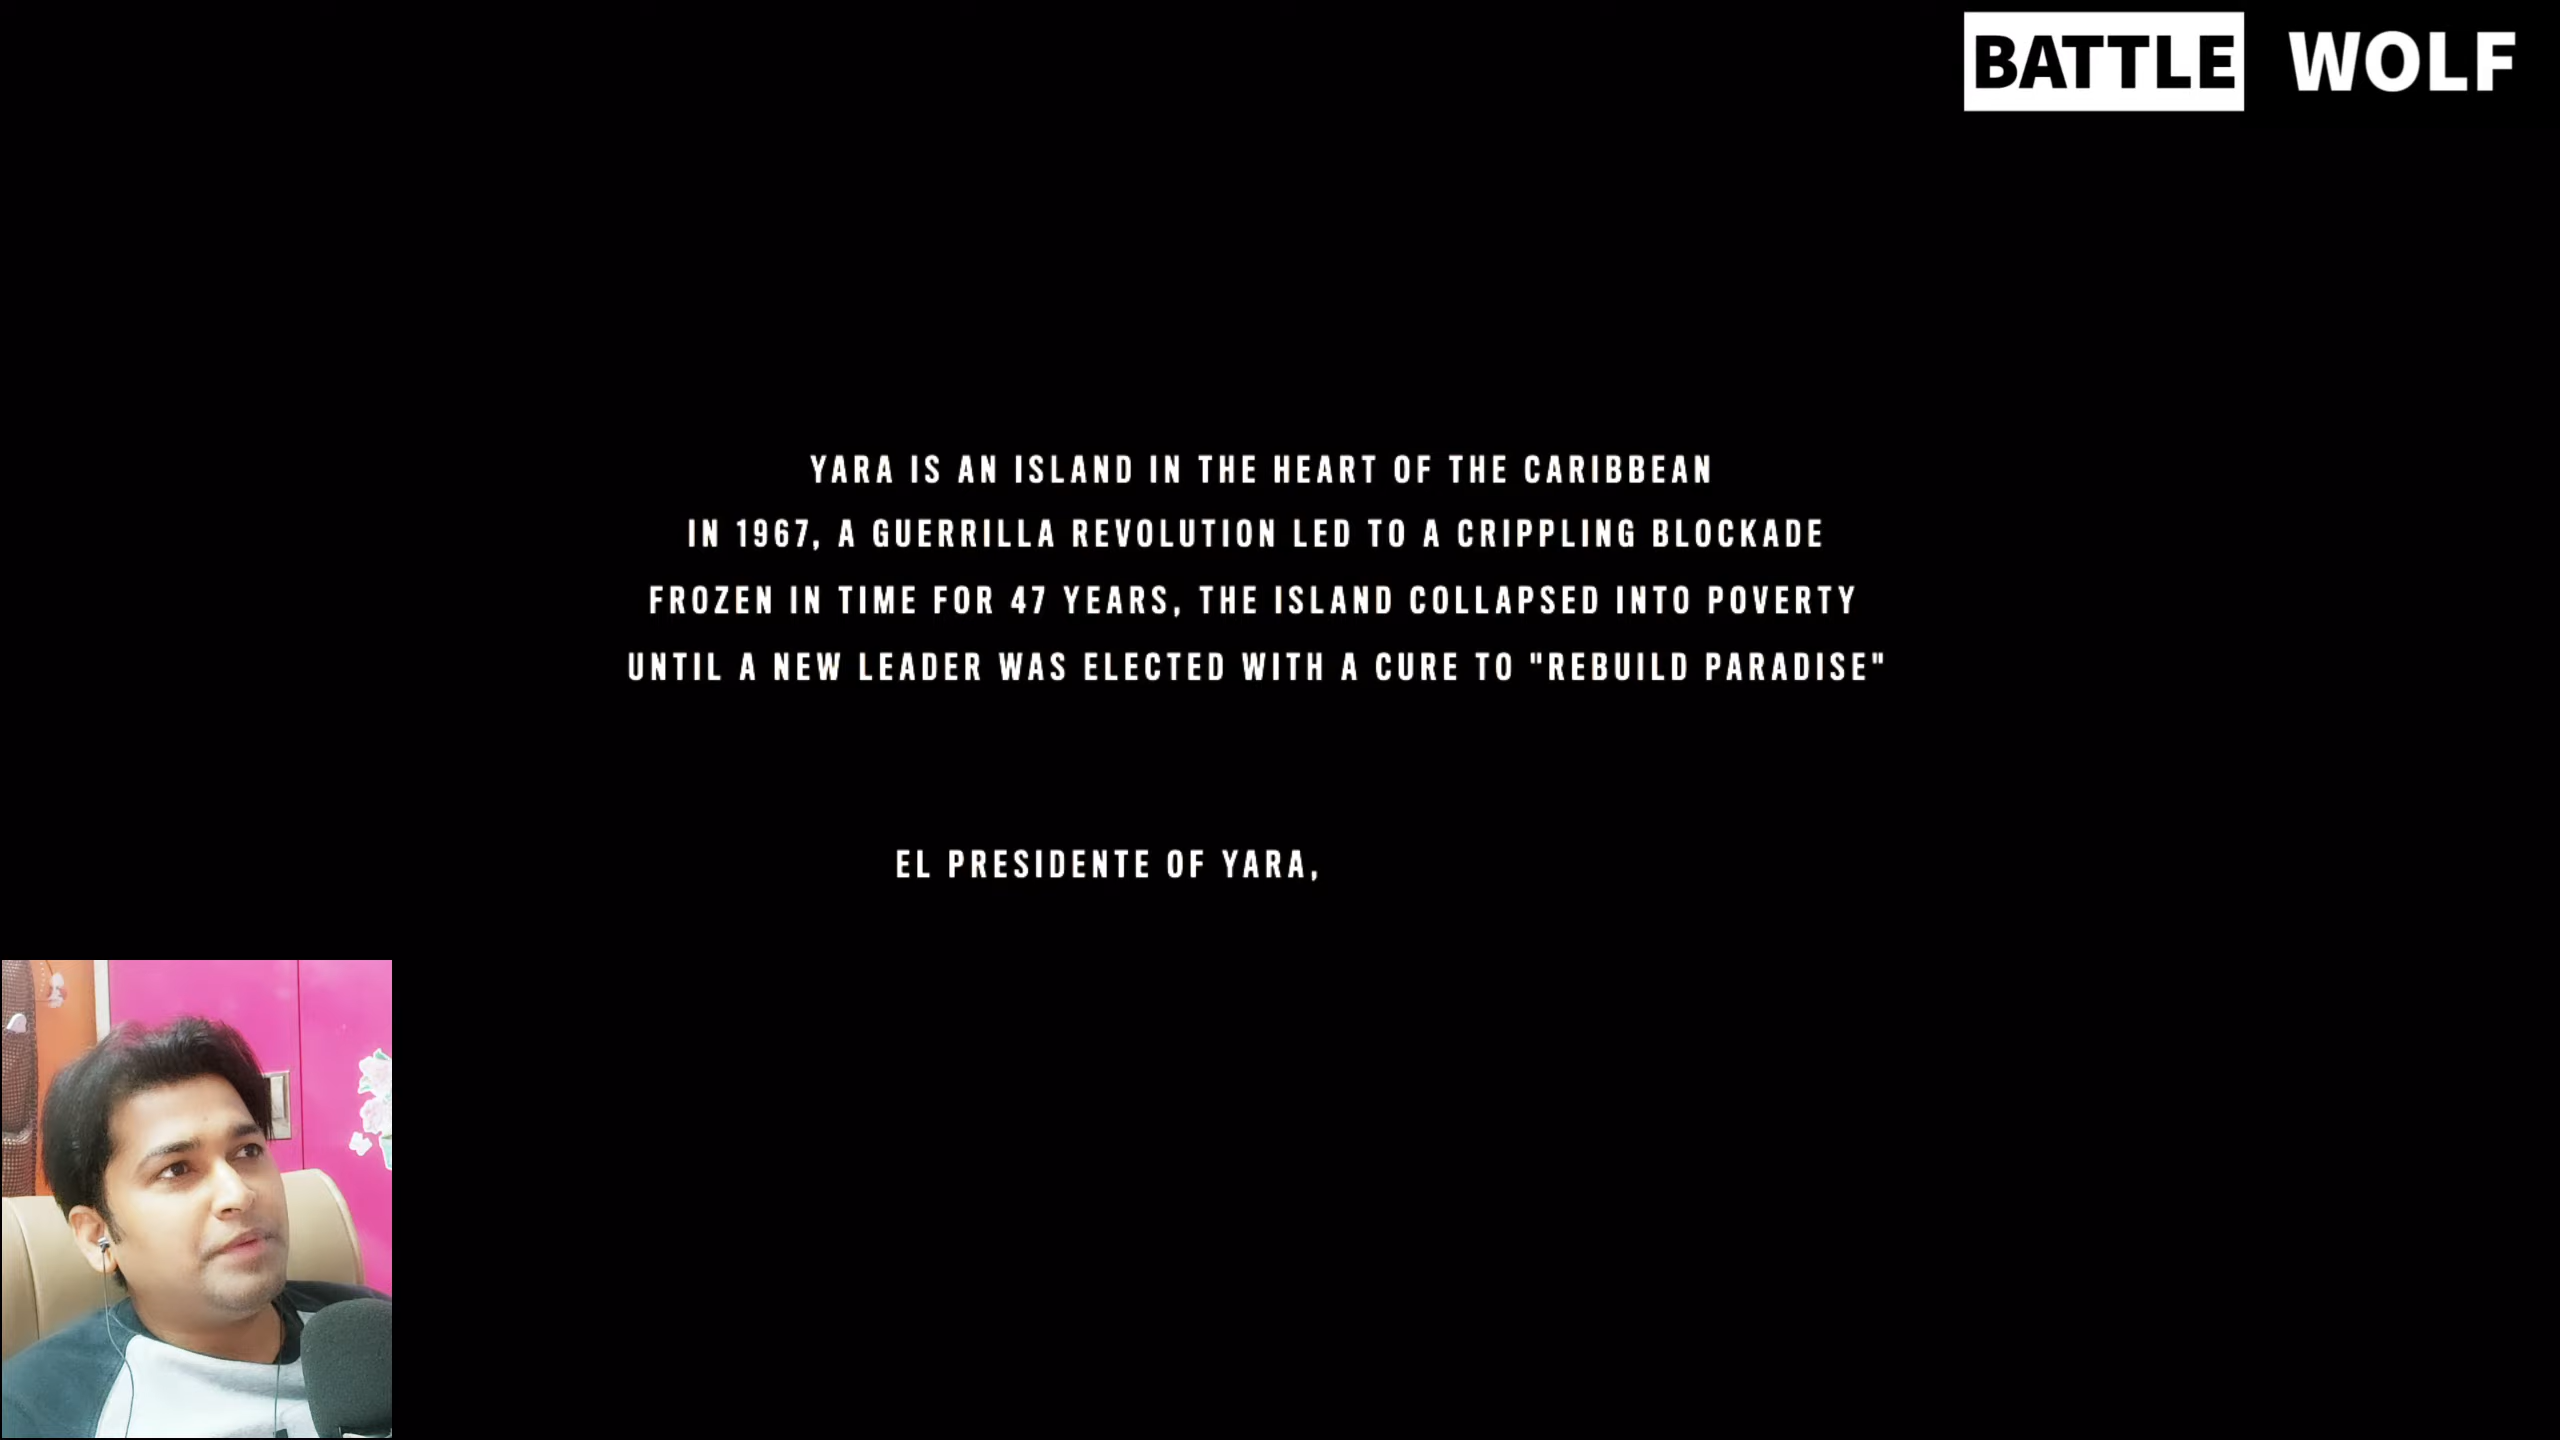 BATTLE WOLF
YARA IS AN ISLAND IN THE HEART OF THE CARIBBEAN
IN 1967, A GUERRILLA REVOLUTION LED TO A CRIPPLING BLOCKADE
FROZEN IN TIME FOR 47 YEARS, THE ISLAND COLLAPSED INTO POVERTY
UNTIL A NEW LEADER WAS ELECTED WITH A CURE TO "REBUILD PARADISE"
EL PRESIDENTE OF YARA,